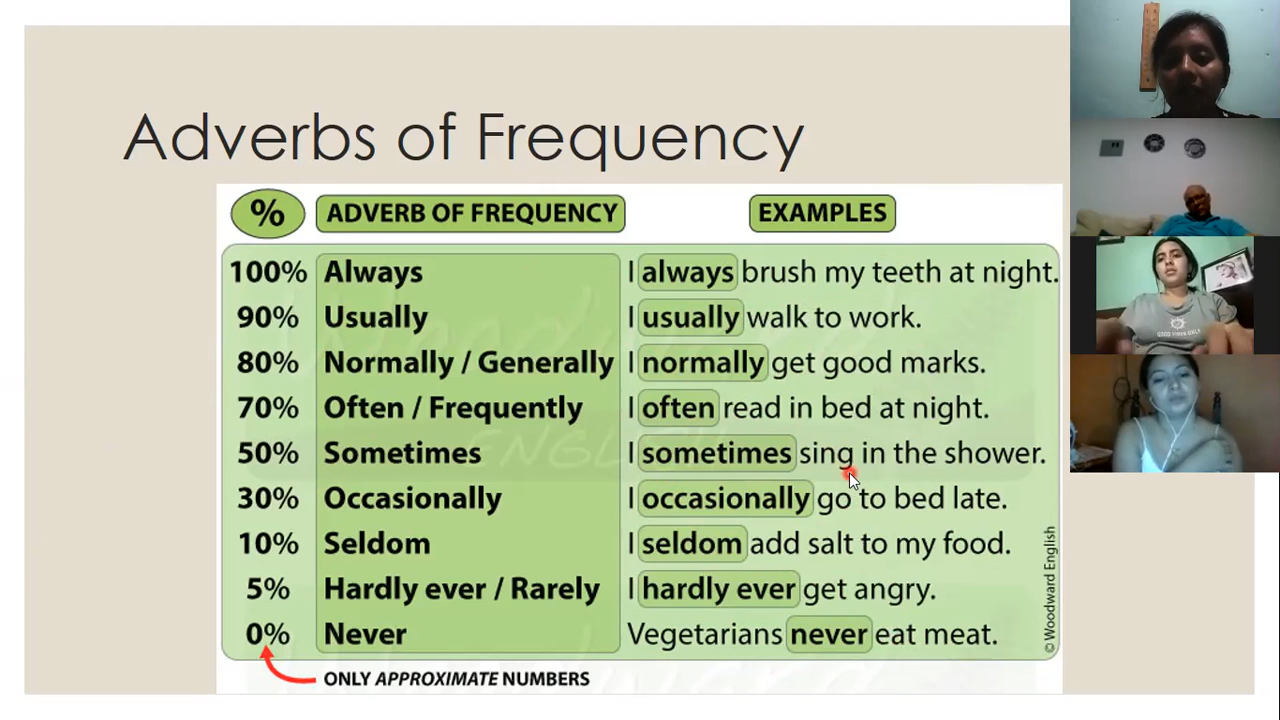 Adverbs of Frequency
% ADVERB OF FREQUENCY EXAMPLES
100% Always I always brush my teeth at night.
90% Usually I usually walk to work.
80% Normally / Generally I normally get good marks.
70% Often / Frequently I often read in bed at night.
50% Sometimes I sometimes sing in the shower.
30% Occasionally I occasionally go to bed late.
10% Seldom I seldom add salt to my food.
5% Hardly ever / Rarely I hardly ever get angry.
0% Never Vegetarians never eat meat.
ONLY APPROXIMATE NUMBERS
© Woodward English